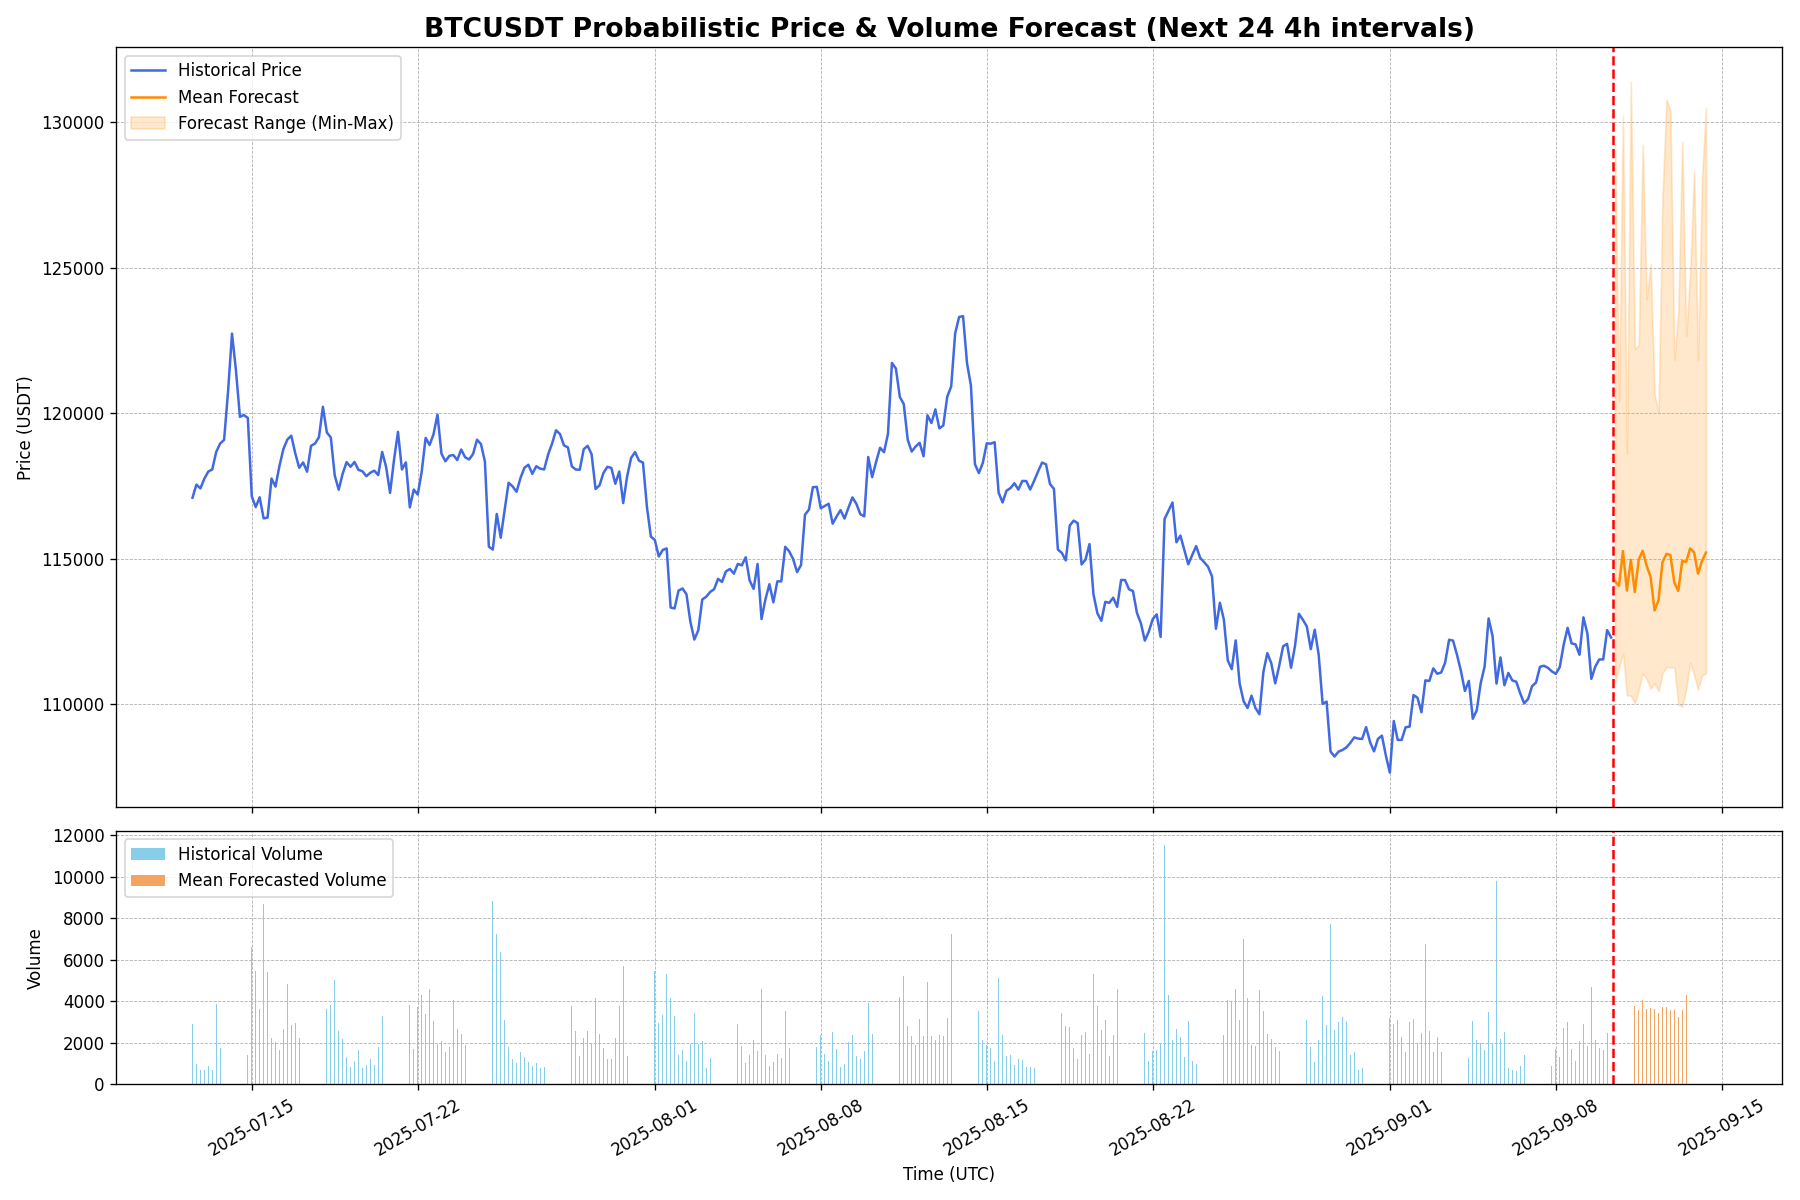 BTCUSDT Probabilistic Price & Volume Forecast (Next 24 4h intervals)
Historical Price
Mean Forecast
Forecast Range (Min-Max)
130000
125000
120000
115000
110000
Price (USDT)
Historical Volume
Mean Forecasted Volume
12000
10000
8000
6000
4000
2000
0
Volume
2025-07-15
2025-07-22
2025-08-01
2025-08-08
2025-08-15
2025-08-22
2025-09-01
2025-09-08
2025-09-15
Time (UTC)